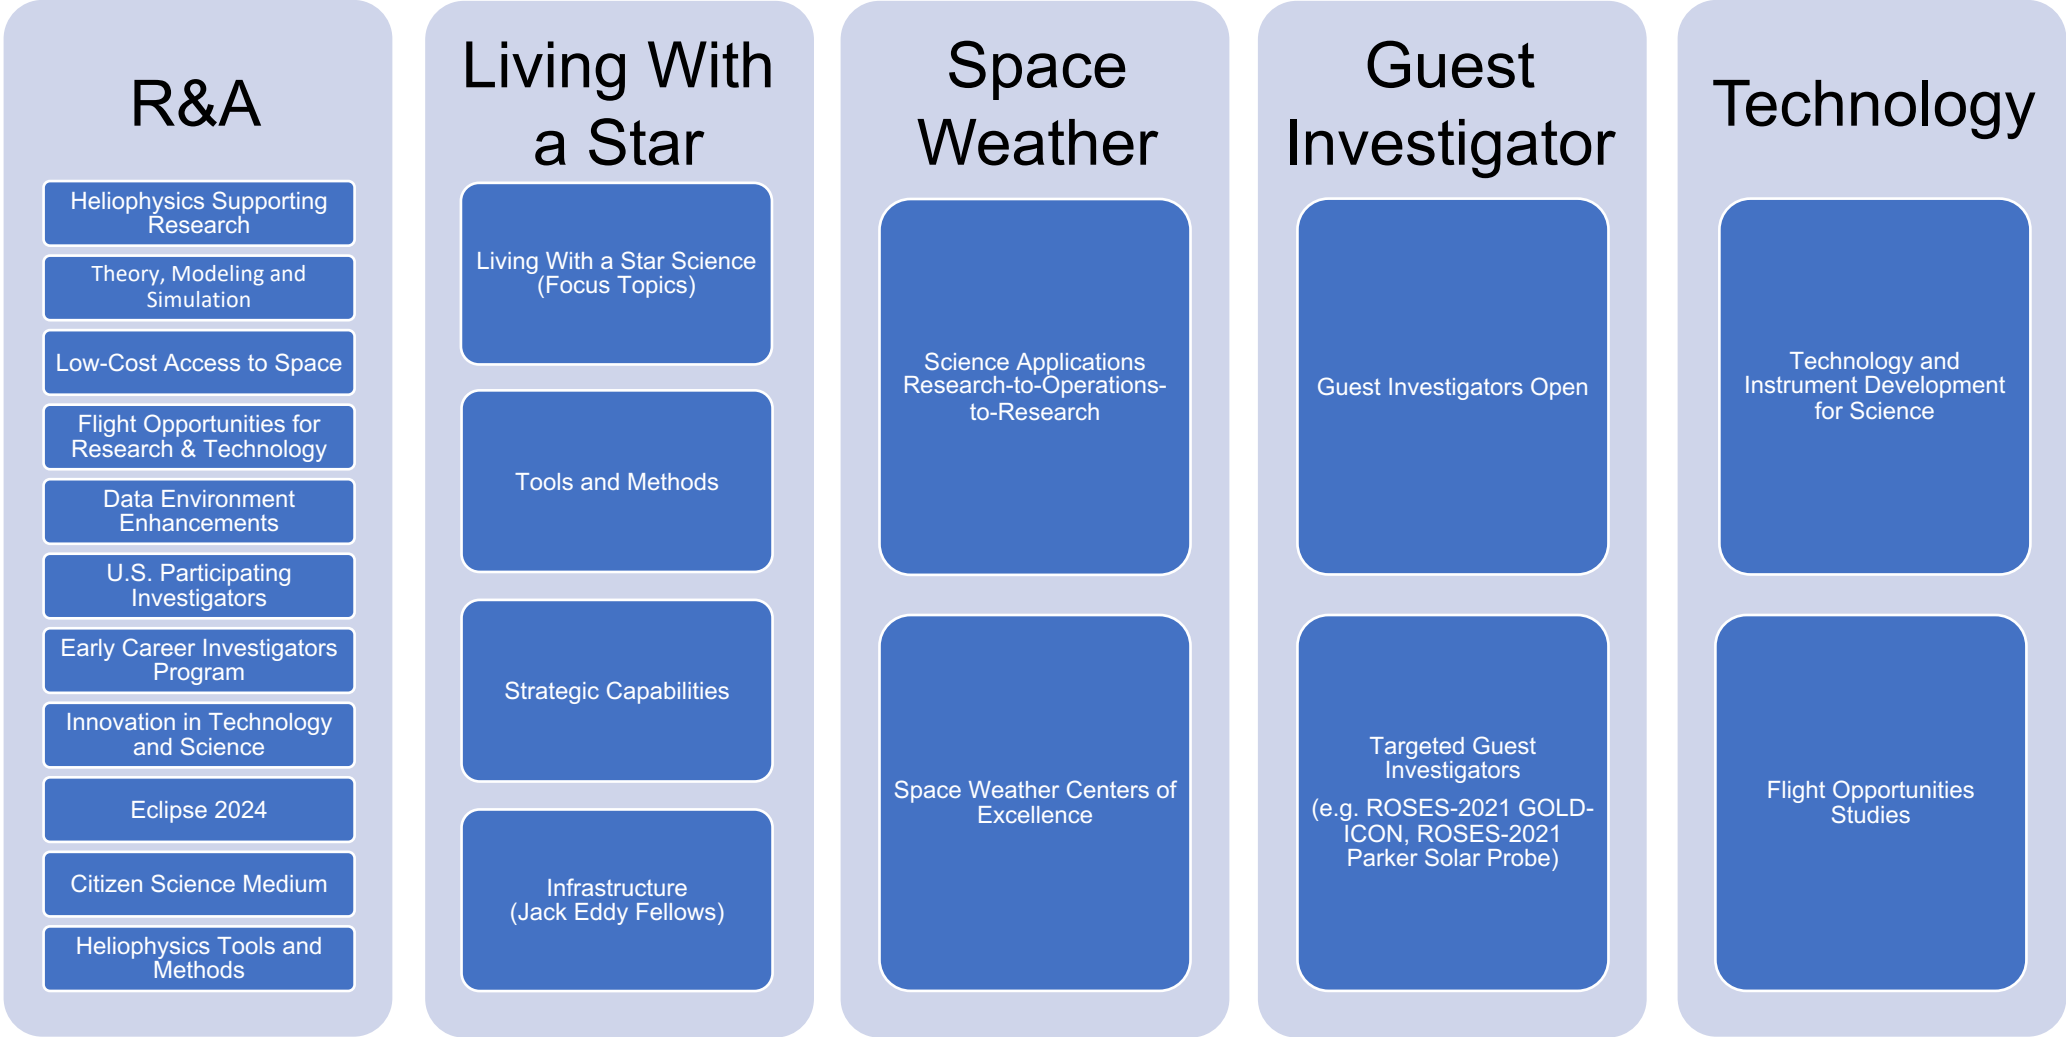 R&A
Heliophysics Supporting
Research
Theory, Modeling and
Simulation
Low-Cost Access to Space
Flight Opportunities for
Research & Technology
Data Environment
Enhancements
U.S. Participating
Investigators
Early Career Investigators
Program
Innovation in Technology
and Science
Eclipse 2024
Citizen Science Medium
Heliophysics Tools and
Methods
Living With
a Star
Living With a Star Science
(Focus Topics)
Tools and Methods
Strategic Capabilities
Infrastructure
(Jack Eddy Fellows)
Space
Weather
Science Applications
Research-to-Operations-
to-Research
Space Weather Centers of
Excellence
Guest
Investigator
Guest Investigators Open
Targeted Guest
Investigators
(e.g. ROSES-2021 GOLD-
ICON, ROSES-2021
Parker Solar Probe)
Technology
Technology and
Instrument Development
for Science
Flight Opportunities
Studies